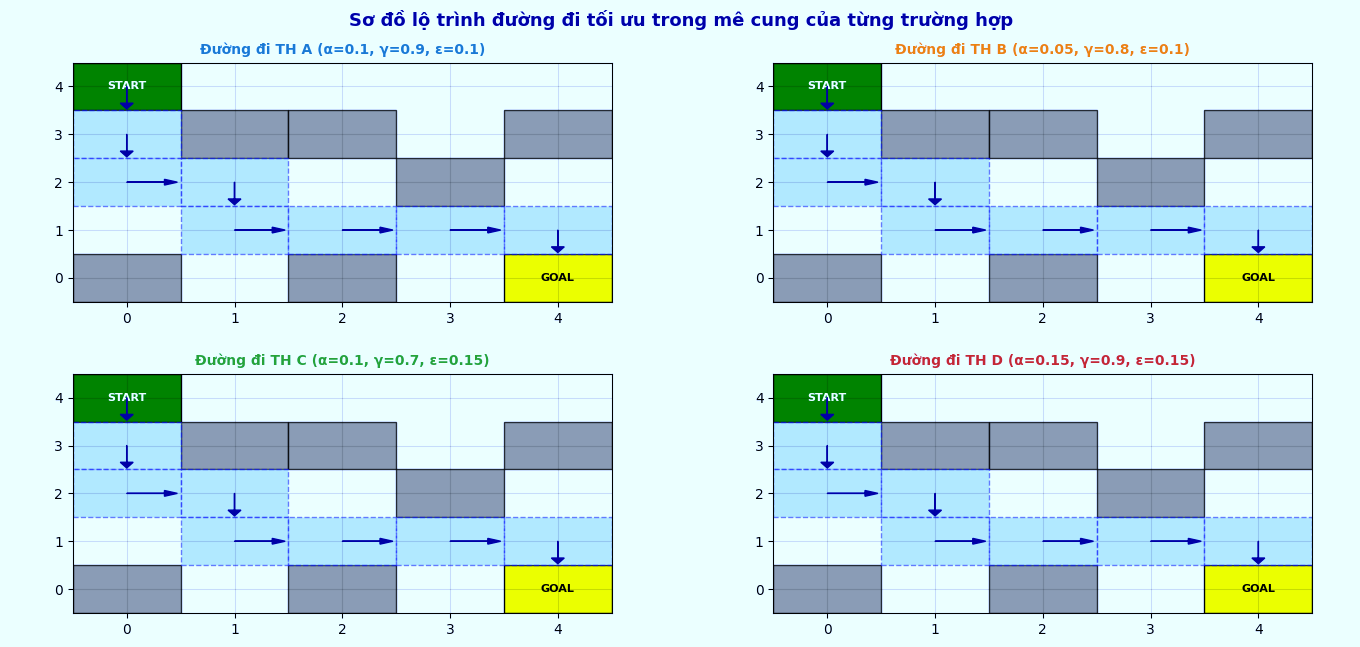 Sơ đồ lộ trình đường đi tối ưu trong mê cung của từng trường hợp
Đường đi TH A (α=0.1, γ=0.9, ε=0.1)
4
3
2
1
0
START
GOAL
0 1 2 3 4
Đường đi TH B (α=0.05, γ=0.8, ε=0.1)
4
3
2
1
0
START
GOAL
0 1 2 3 4
Đường đi TH C (α=0.1, γ=0.7, ε=0.15)
4
3
2
1
0
START
GOAL
0 1 2 3 4
Đường đi TH D (α=0.15, γ=0.9, ε=0.15)
4
3
2
1
0
START
GOAL
0 1 2 3 4